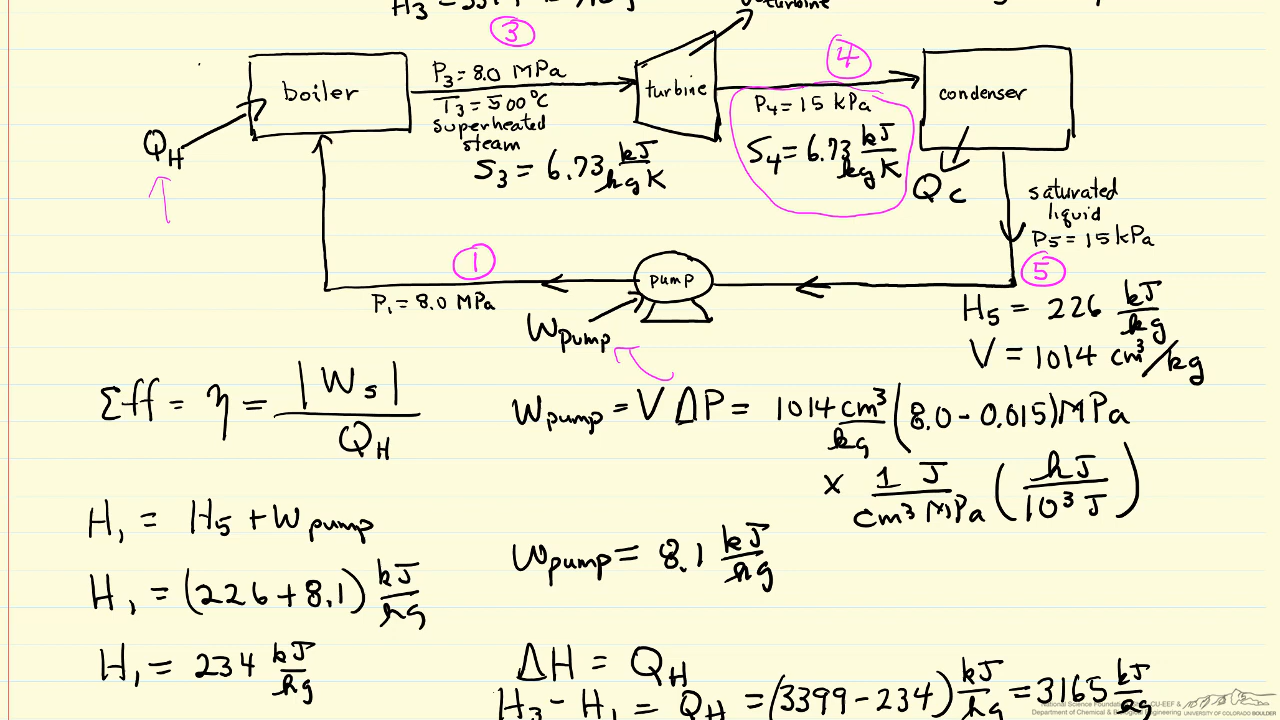 3
4
boiler
P3 = 8.0 MPa
T3 = 500°C
superheated
steam
S3 = 6.73 kJ/kg K
turbine
turbine
P4 = 15 kPa
S4 = 6.73 kJ/kg K
condenser
QH
QC
saturated
liquid
P5 = 15 kPa
1
5
pump
P1 = 8.0 MPa
Wpump
H5 = 226 kJ/kg
V = 1014 cm³/kg
Eff = η = |Ws| / QH
Wpump = VΔP = 1014 cm³/kg (8.0 - 0.015) MPa
x 1 J / cm³ MPa (kJ / 10³ J)
H1 = H5 + Wpump
Wpump = 8.1 kJ/kg
H1 = (226 + 8.1) kJ/kg
H1 = 234 kJ/kg
ΔH = QH
H3 - H1 = QH = (3399 - 234) kJ/kg = 3165 kJ/kg
UNIVERSITY OF COLORADO BOULDER